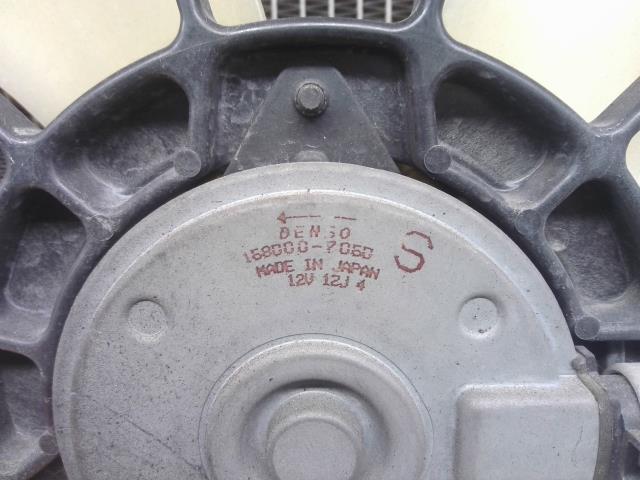 DENSO
168000-7050
MADE IN JAPAN
12V 12J 4
S